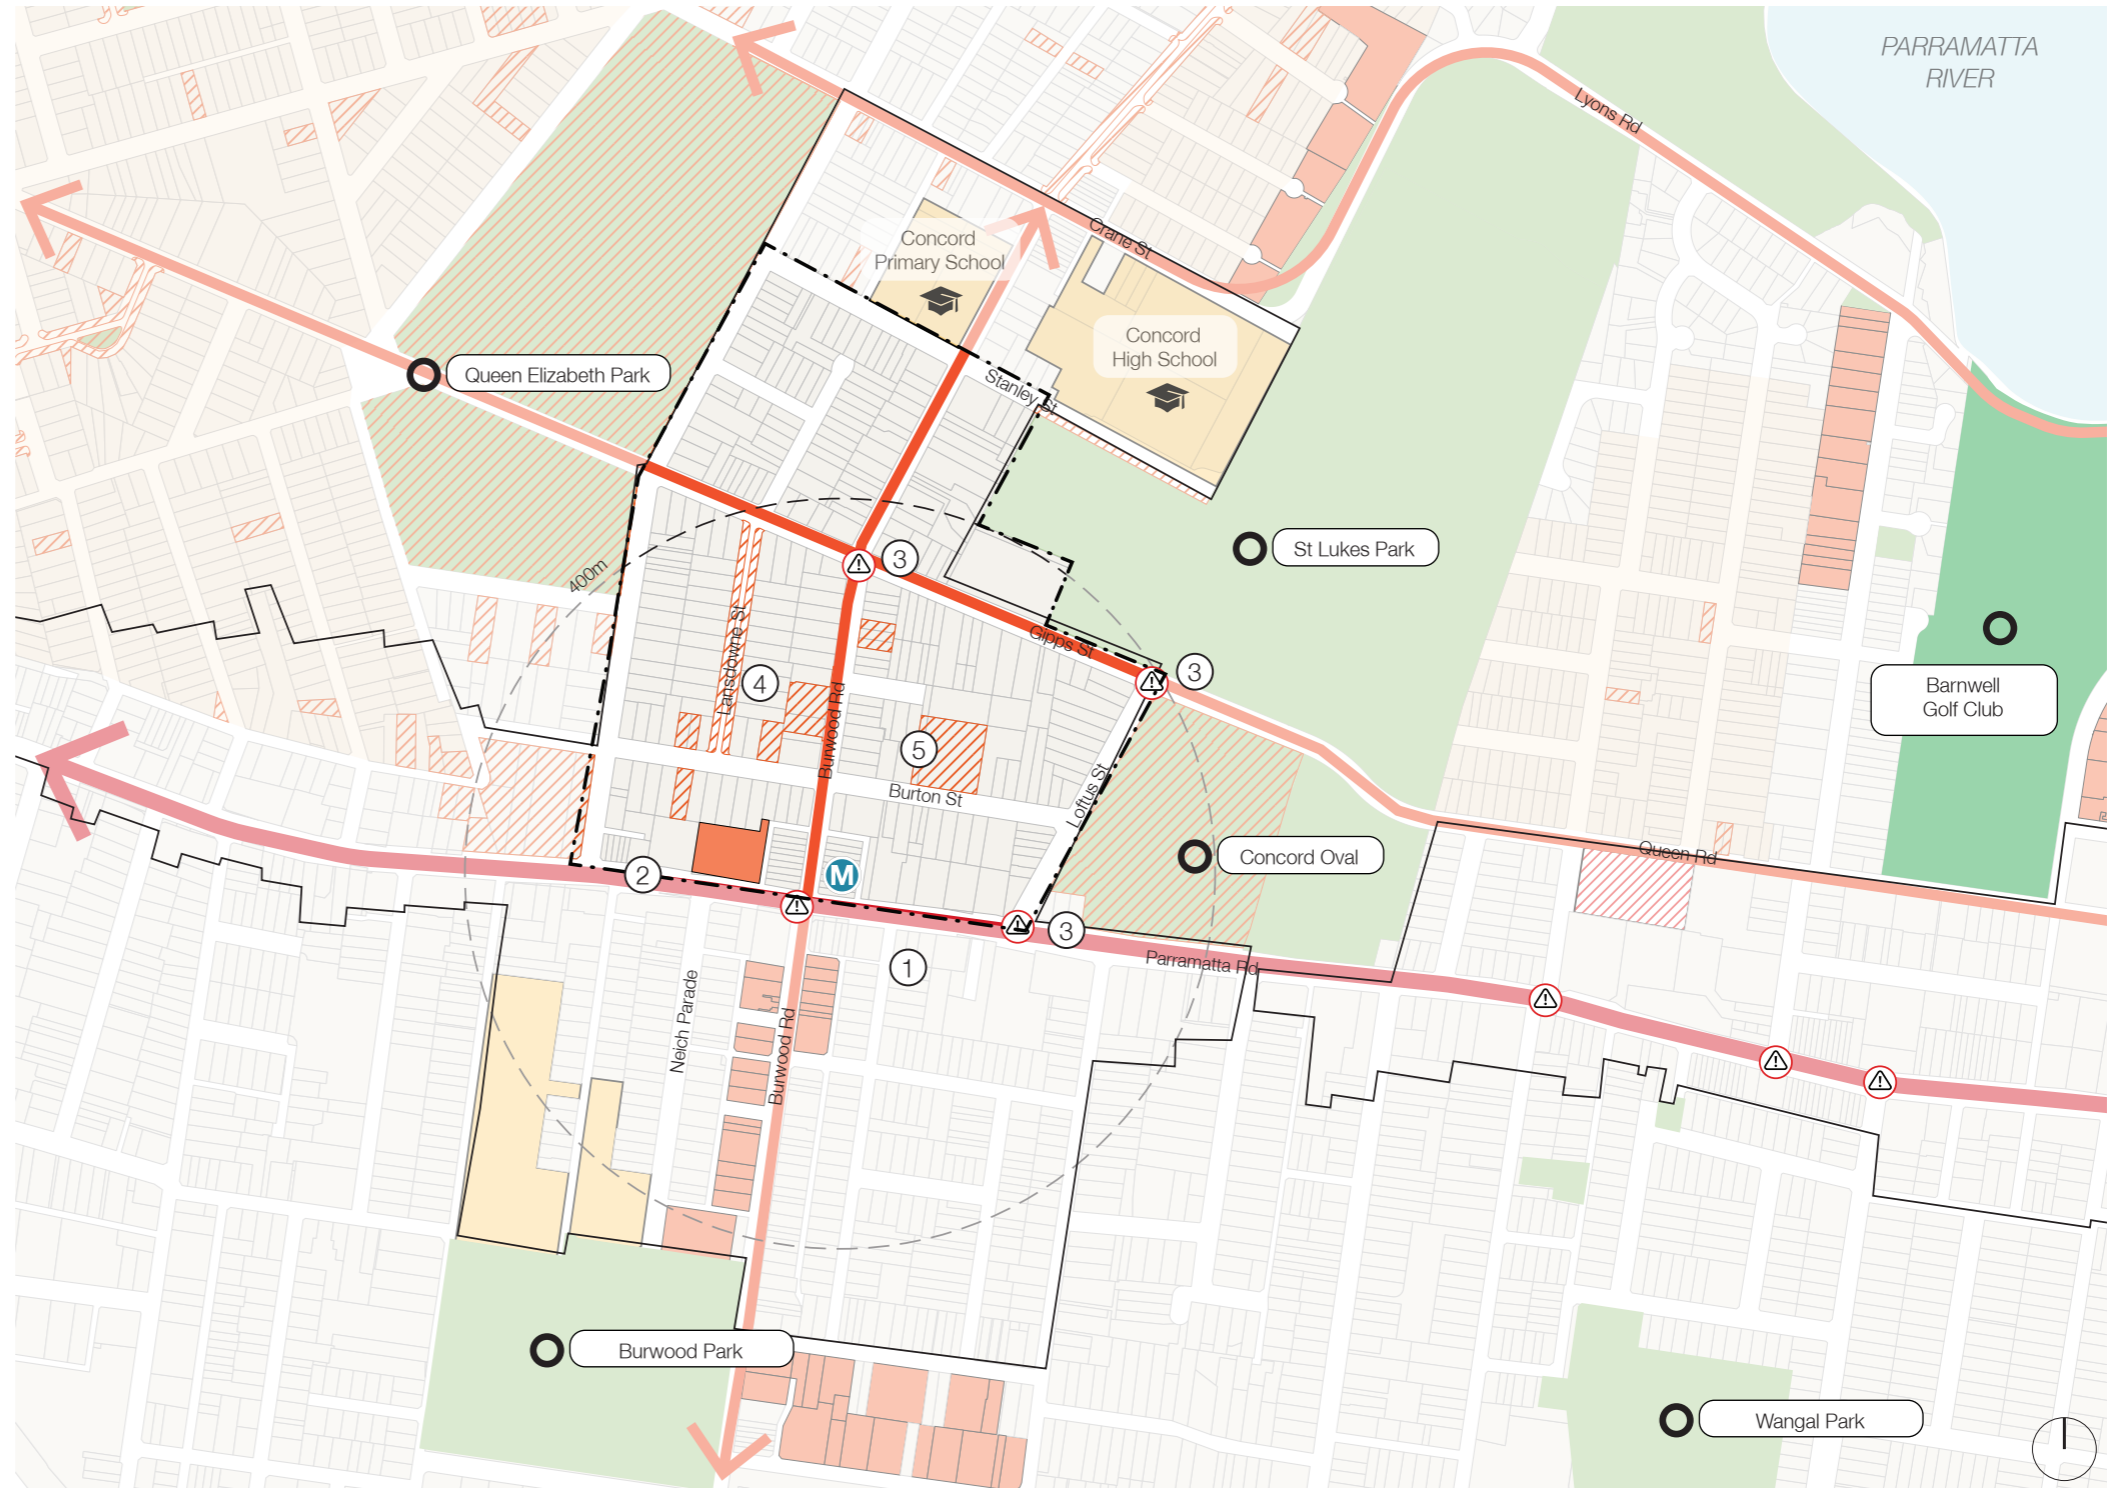 PARRAMATTA
RIVER
Lyons Rd
Concord
Primary School
Crane St
Concord
High School
Queen Elizabeth Park
Stanley St
St Lukes Park
3
400m
Lansdowne St
Gipps St
3
4
Burwood Rd
Barnwell
Golf Club
5
Burton St
Loftus St
Concord Oval
Queen Rd
2
M
3
1
Parramatta Rd
Neich Parade
Burwood Rd
Burwood Park
Wangal Park